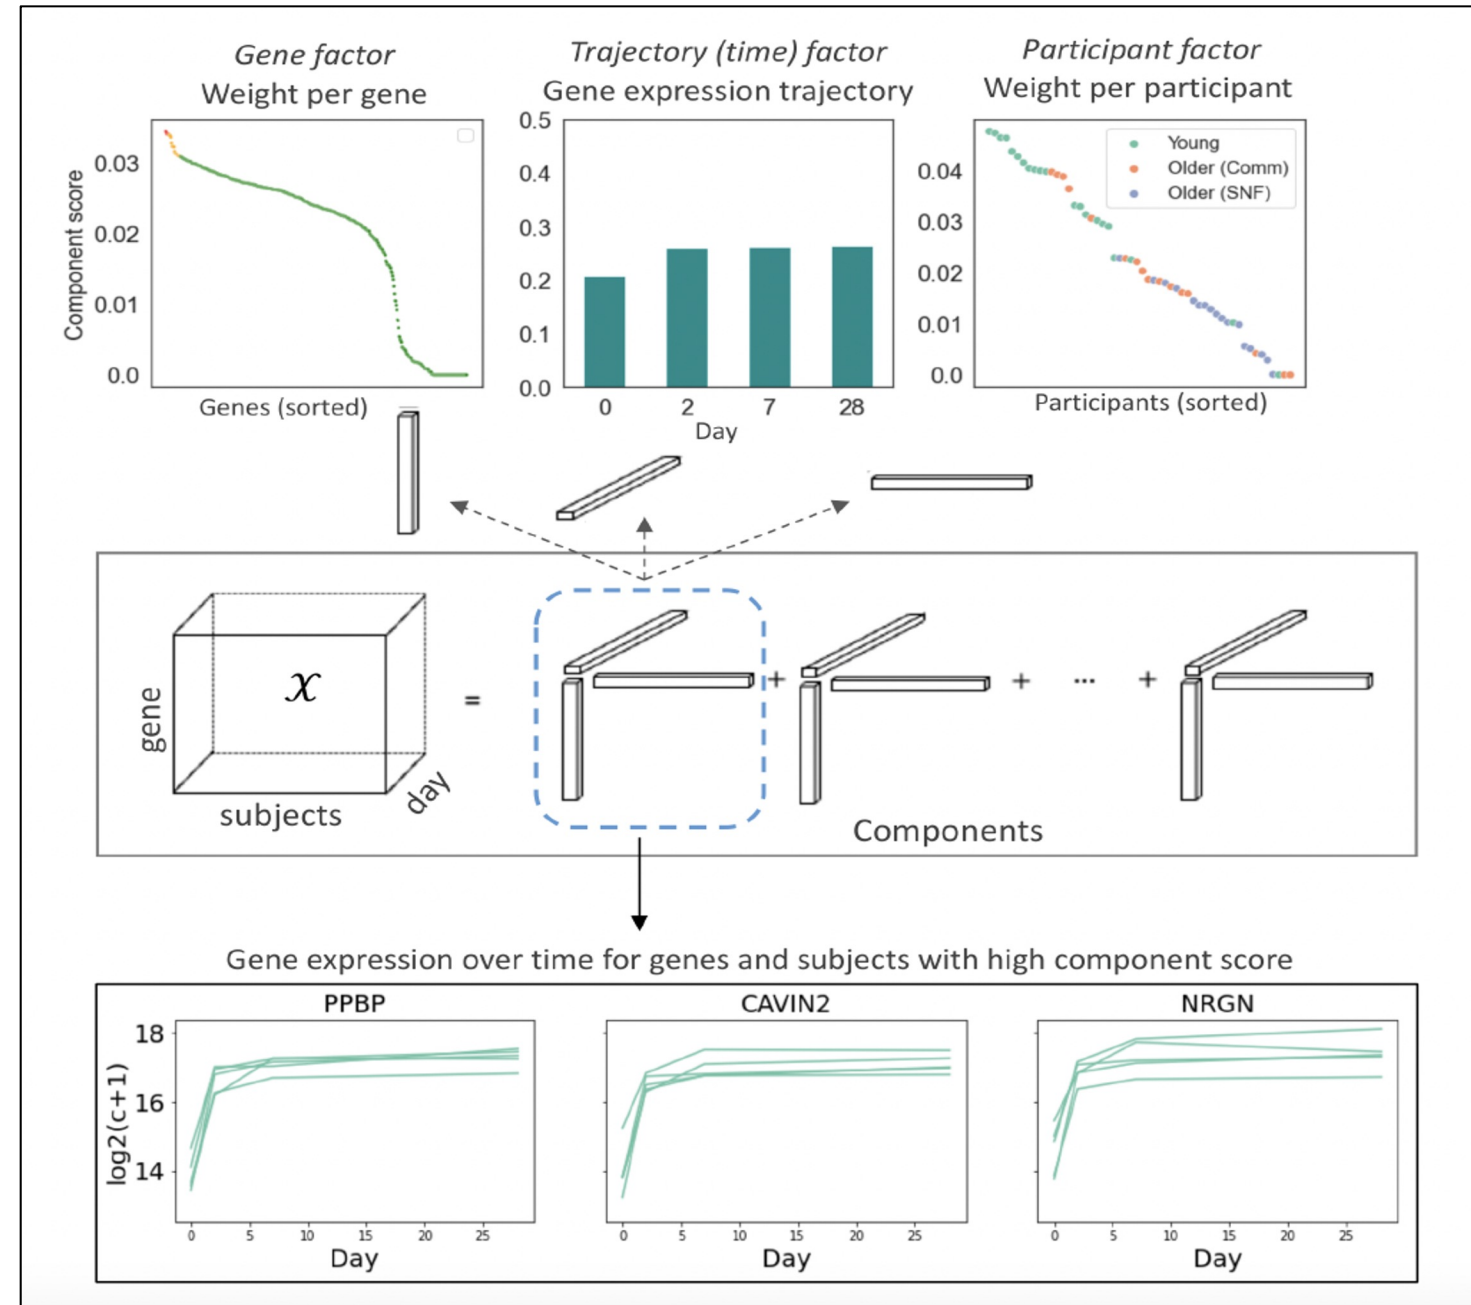 Gene factor
Weight per gene
Trajectory (time) factor
Gene expression trajectory
Participant factor
Weight per participant
Component score
0.03
0.02
0.01
0.0
Genes (sorted)
0.5
0.4
0.3
0.2
0.1
0.0
0 2 7 28
Day
0.04
0.03
0.02
0.01
0.0
Young
Older (Comm)
Older (SNF)
Participants (sorted)
gene
X
subjects
day
=
+
+ ... +
Components
Gene expression over time for genes and subjects with high component score
PPBP
CAVIN2
NRGN
log2(c+1)
18
16
14
0 5 10 15 20 25
Day
0 5 10 15 20 25
Day
0 5 10 15 20 25
Day